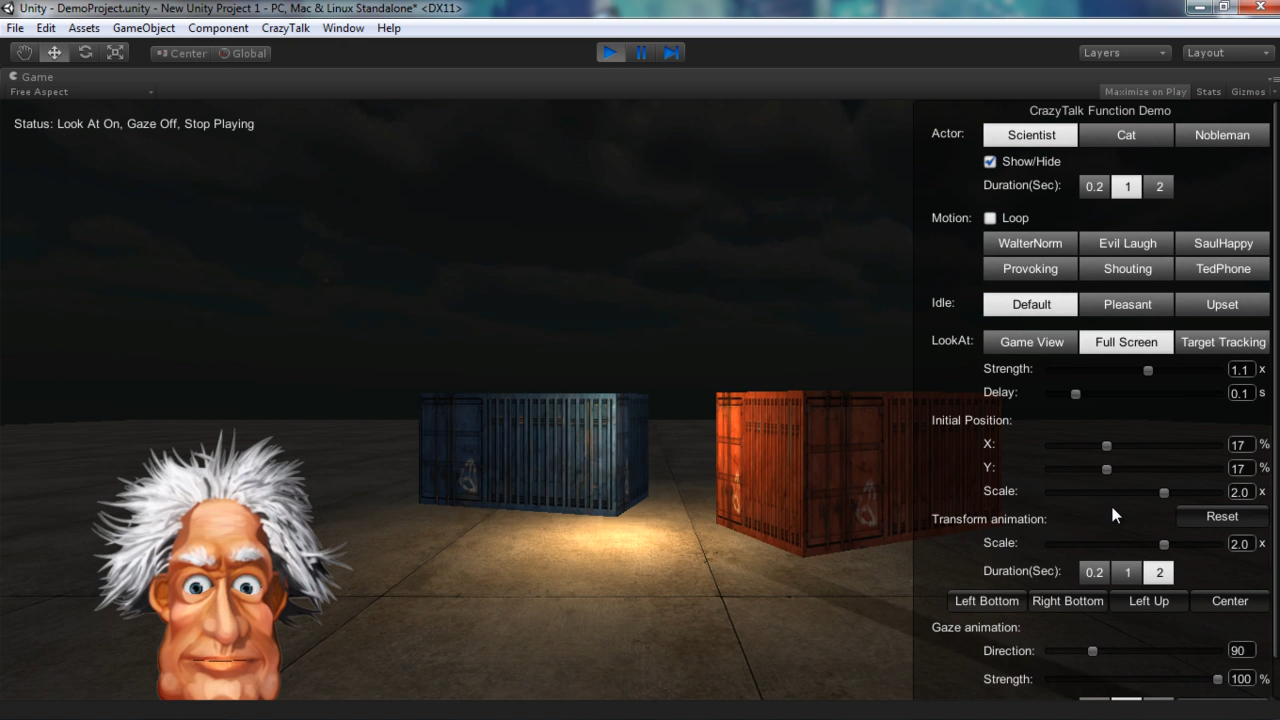 Unity - DemoProject.unity - New Unity Project 1 - PC, Mac & Linux Standalone* <DX11>
File Edit Assets GameObject Component CrazyTalk Window Help
Center Global Layers Layout
Game
Free Aspect Maximize on Play Stats Gizmos
Status: Look At On, Gaze Off, Stop Playing
CrazyTalk Function Demo
Actor: Scientist Cat Nobleman
Show/Hide
Duration(Sec): 0.2 1 2
Motion: Loop
WalterNorm Evil Laugh SaulHappy
Provoking Shouting TedPhone
Idle: Default Pleasant Upset
LookAt: Game View Full Screen Target Tracking
Strength: 1.1 x
Delay: 0.1 s
Initial Position:
X: 17 %
Y: 17 %
Scale: 2.0 x
Transform animation: Reset
Scale: 2.0 x
Duration(Sec): 0.2 1 2
Left Bottom Right Bottom Left Up Center
Gaze animation:
Direction: 90
Strength: 100 %